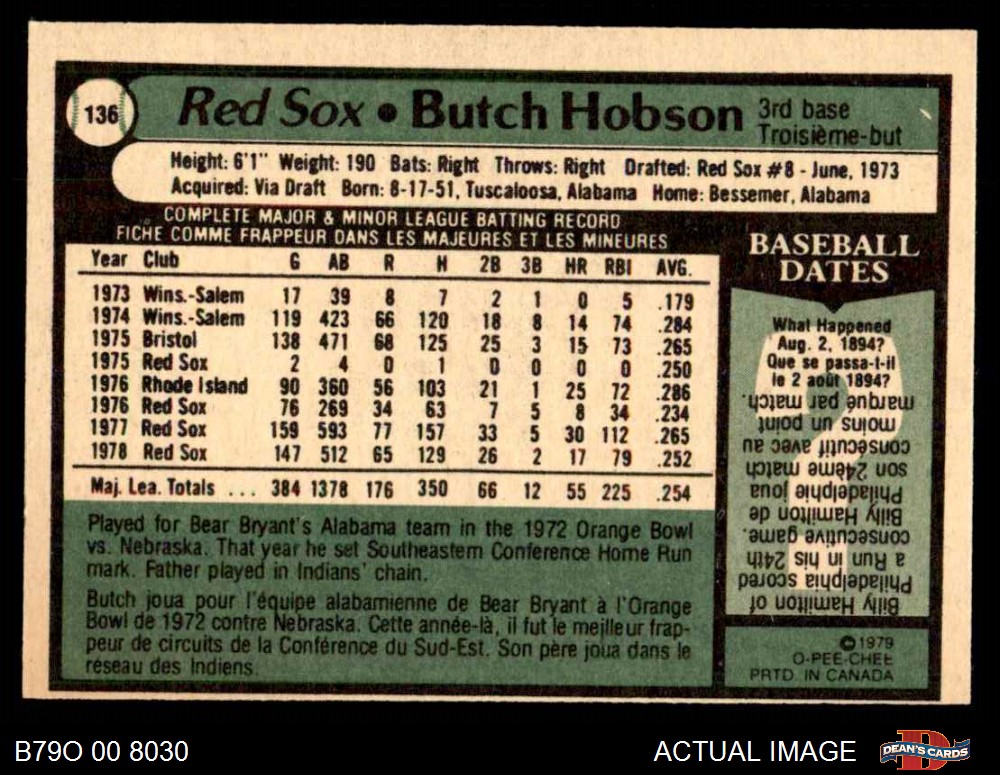 136
Red Sox • Butch Hobson 3rd base
Troisième-but
Height: 6'1" Weight: 190 Bats: Right Throws: Right Drafted: Red Sox #8 - June, 1973
Acquired: Via Draft Born: 8-17-51, Tuscaloosa, Alabama Home: Bessemer, Alabama
COMPLETE MAJOR & MINOR LEAGUE BATTING RECORD
FICHE COMME FRAPPEUR DANS LES MAJEURES ET LES MINEURES
Year Club G AB R H 2B 3B HR RBI AVG.
1973 Wins.-Salem 17 39 8 7 2 1 0 5 .179
1974 Wins.-Salem 119 423 66 120 18 8 14 74 .284
1975 Bristol 138 471 68 125 25 3 15 73 .265
1975 Red Sox 2 4 0 1 0 0 0 0 .250
1976 Rhode Island 90 360 56 103 21 1 25 72 .286
1976 Red Sox 76 269 34 63 7 5 8 34 .234
1977 Red Sox 159 593 77 157 33 5 30 112 .265
1978 Red Sox 147 512 65 129 26 2 17 79 .252
Maj. Lea. Totals ... 384 1378 176 350 66 12 55 225 .254
Played for Bear Bryant's Alabama team in the 1972 Orange Bowl
vs. Nebraska. That year he set Southeastern Conference Home Run
mark. Father played in Indians' chain.
Butch joua pour l'équipe alabamienne de Bear Bryant à l'Orange
Bowl de 1972 contre Nebraska. Cette année-là, il fut le meilleur frap-
peur de circuits de la Conférence du Sud-Est. Son père joua dans le
réseau des Indiens.
BASEBALL
DATES
What Happened
Aug. 2, 1894?
Que se passa-t-il
le 2 août 1894?
Billy Hamilton of
Philadelphia scored
a Run in his 24th
consecutive game.
Billy Hamilton de
Philadelphie joua
son 24ème match
consécutif avec au
moins un point
marqué par match.
©1979
O-PEE-CHEE
PRTD. IN CANADA
B79O 00 8030
ACTUAL IMAGE
DEAN'S CARDS